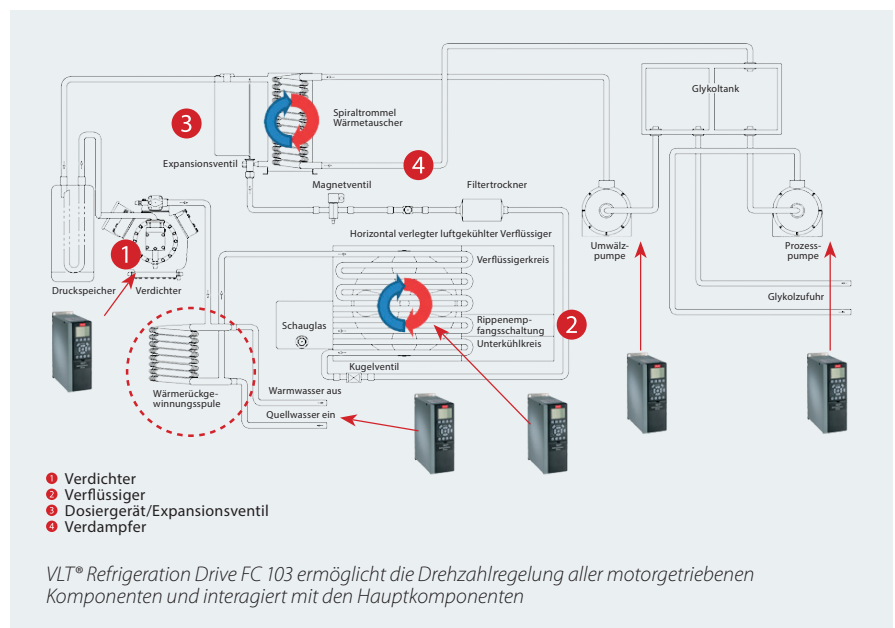 Glykoltank
3
Spiraltrommel
Wärmetauscher
Expansionsventil
4
Magnetventil
Filtertrockner
Horizontal verlegter luftgekühlter Verflüssiger
Umwälz-
pumpe
Prozess-
pumpe
1
Verflüssigerkreis
Druckspeicher
Verdichter
Glykolzufuhr
Schauglas
Rippenemp-
fangsschaltung
2
Unterkühlkreis
Kugelventil
Wärmerückge-
winnungsspule
Warmwasser aus
Quellwasser ein
1 Verdichter
2 Verflüssiger
3 Dosiergerät/Expansionsventil
4 Verdampfer
VLT® Refrigeration Drive FC 103 ermöglicht die Drehzahlregelung aller motorgetriebenen
Komponenten und interagiert mit den Hauptkomponenten